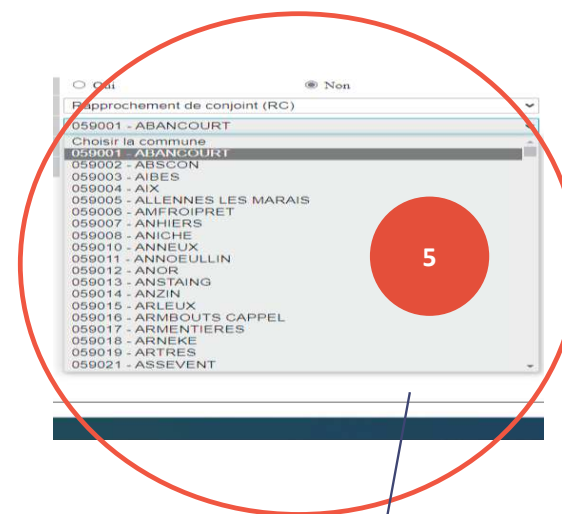 Oui Non
Rapprochement de conjoint (RC)
059001 - ABANCOURT
Choisir la commune
059001 - ABANCOURT
059002 - ABSCON
059003 - AIBES
059004 - AIX
059005 - ALLENNES LES MARAIS
059006 - AMFROIPRET
059007 - ANHIERS
059008 - ANICHE
059010 - ANNEUX
059011 - ANNOEULLIN
059012 - ANOR
059013 - ANSTAING
059014 - ANZIN
059015 - ARLEUX
059016 - ARMBOUTS CAPPEL
059017 - ARMENTIERES
059018 - ARNEKE
059019 - ARTRES
059021 - ASSEVENT
5